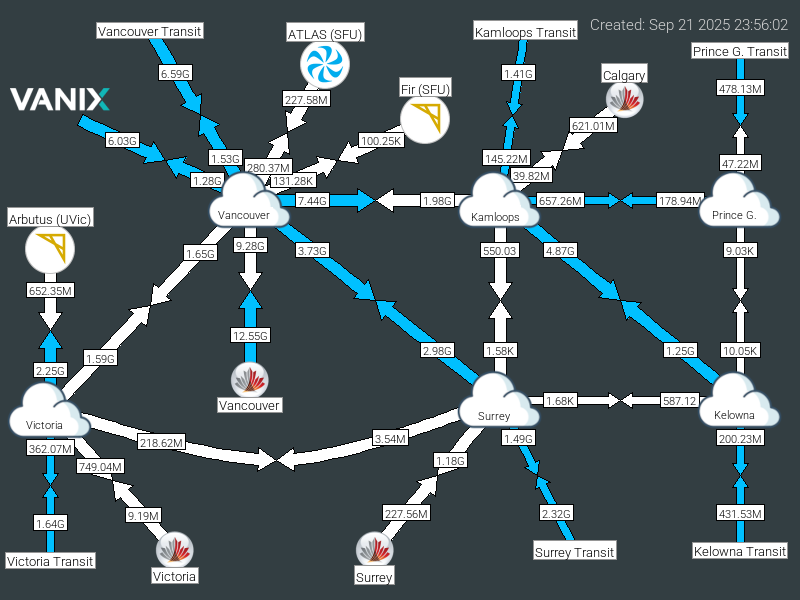 Created: Sep 21 2025 23:56:02
Vancouver Transit
ATLAS (SFU)
Kamloops Transit
Prince G. Transit
6.59G
1.41G
Calgary
478.13M
Fir (SFU)
VANIX
227.58M
621.01M
6.03G
100.25K
1.53G
145.22M
47.22M
280.37M
39.82M
1.28G
131.28K
7.44G
1.98G
657.26M
178.94M
Vancouver
Kamloops
Prince G.
Arbutus (UVic)
9.28G
1.65G
3.73G
550.03
4.87G
9.03K
652.35M
12.55G
1.59G
2.98G
1.58K
1.25G
10.05K
2.25G
Vancouver
1.68K
587.12
Victoria
Surrey
Kelowna
218.62M
3.54M
1.49G
200.23M
362.07M
749.04M
1.18G
9.19M
227.56M
2.32G
431.53M
1.64G
Victoria Transit
Victoria
Surrey
Surrey Transit
Kelowna Transit